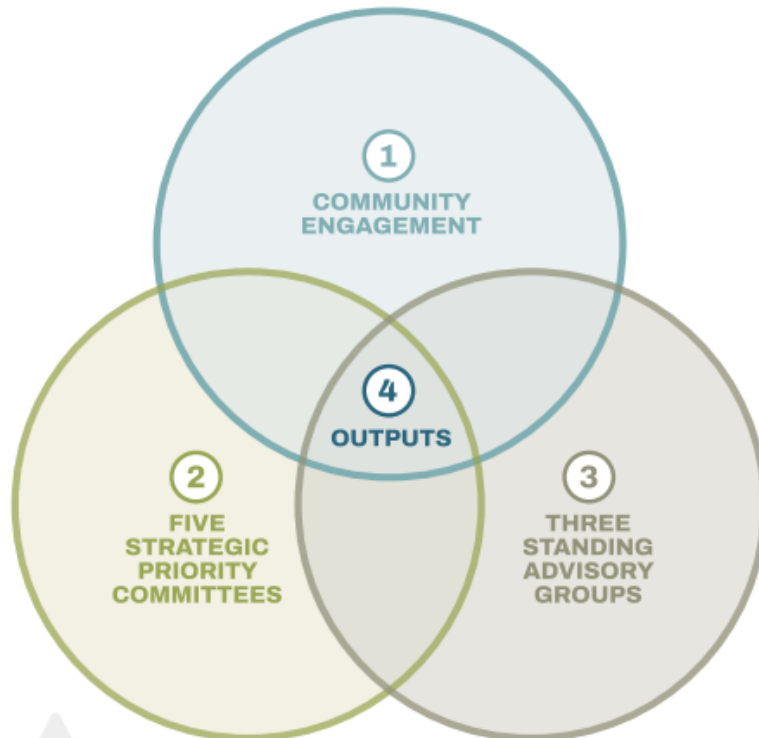 1
COMMUNITY
ENGAGEMENT
4
OUTPUTS
2
FIVE
STRATEGIC
PRIORITY
COMMITTEES
3
THREE
STANDING
ADVISORY
GROUPS